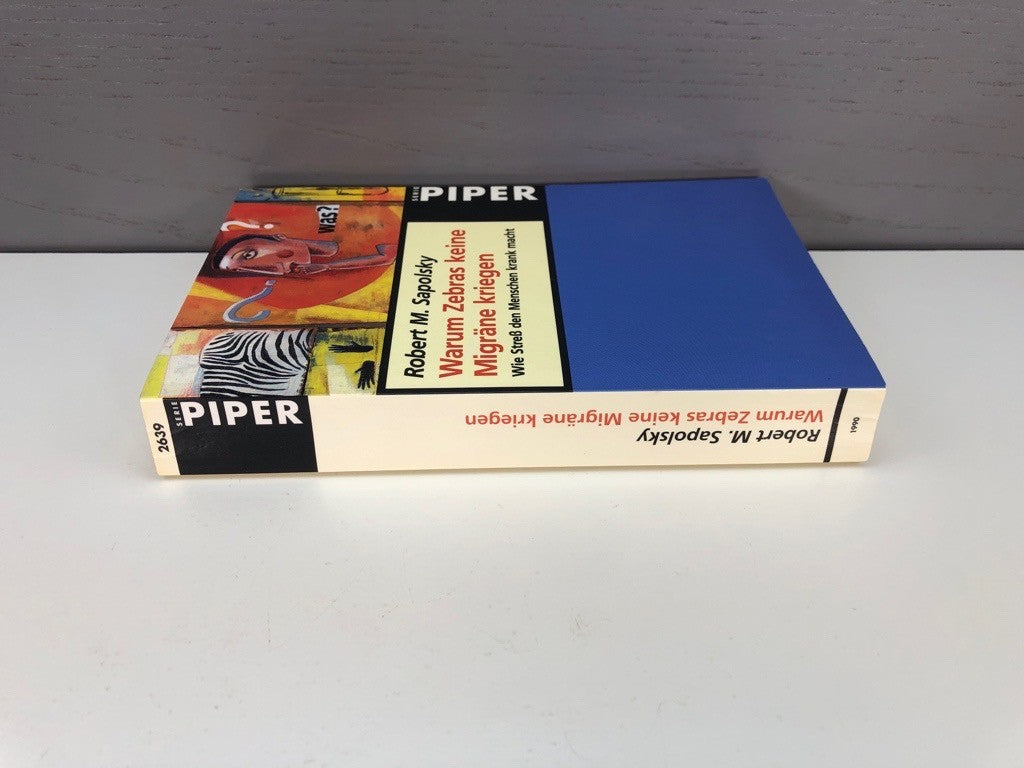 ?
was?
SERIE
PIPER
Robert M. Sapolsky
Warum Zebras keine
Migräne kriegen
Wie Streß den Menschen krank macht
2639
SERIE
PIPER
Robert M. Sapolsky
Warum Zebras keine Migräne kriegen
1990